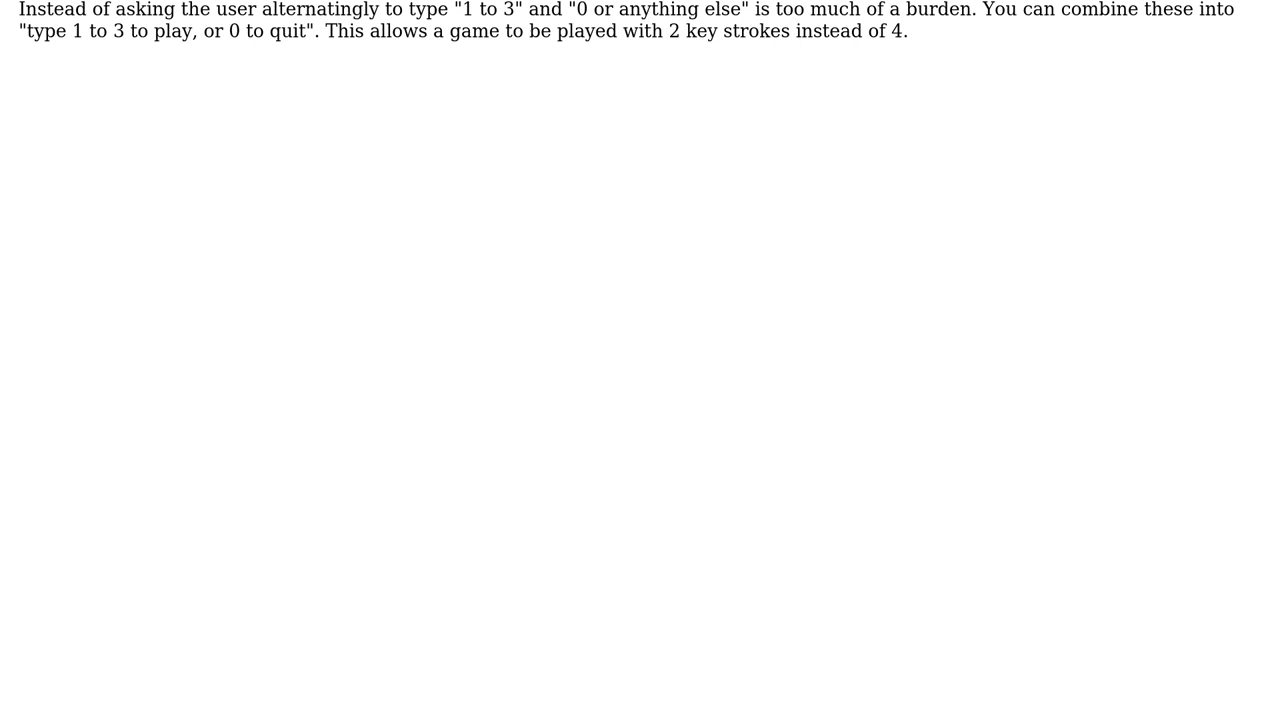 Instead of asking the user alternatingly to type "1 to 3" and "0 or anything else" is too much of a burden. You can combine these into
"type 1 to 3 to play, or 0 to quit". This allows a game to be played with 2 key strokes instead of 4.